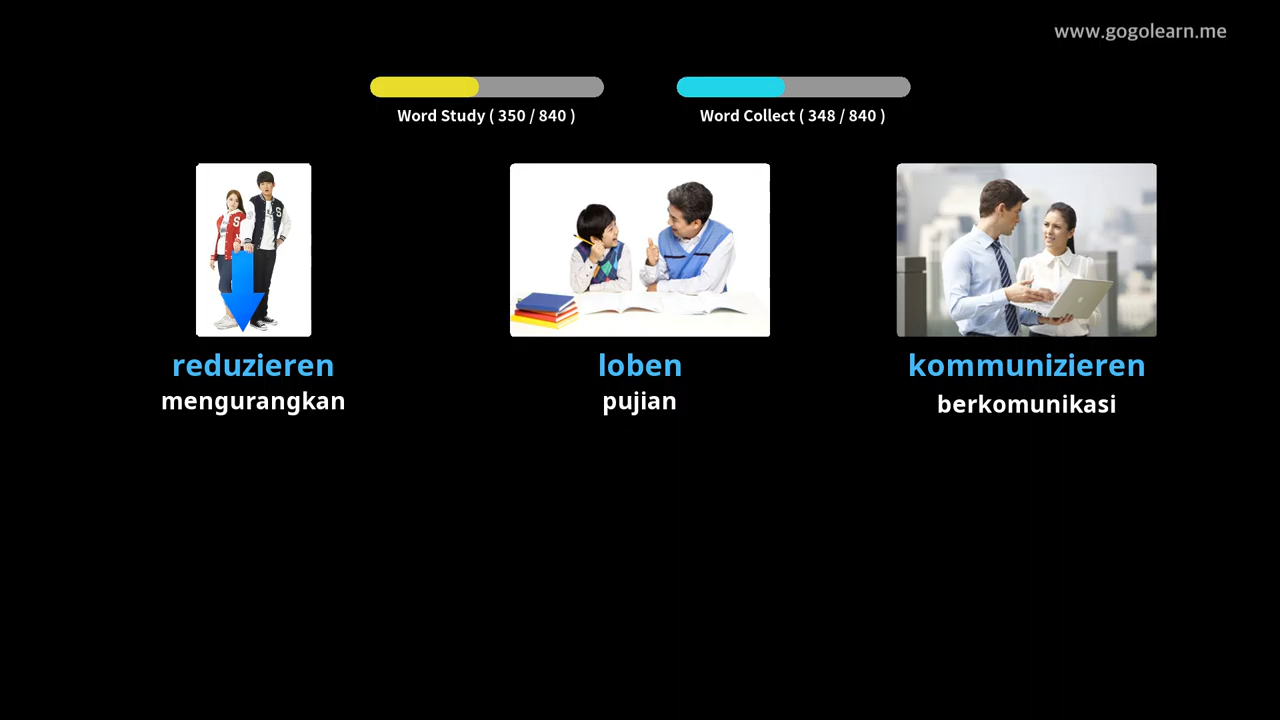 www.gogolearn.me
Word Study ( 350 / 840 )
Word Collect ( 348 / 840 )
reduzieren
mengurangkan
loben
pujian
kommunizieren
berkomunikasi